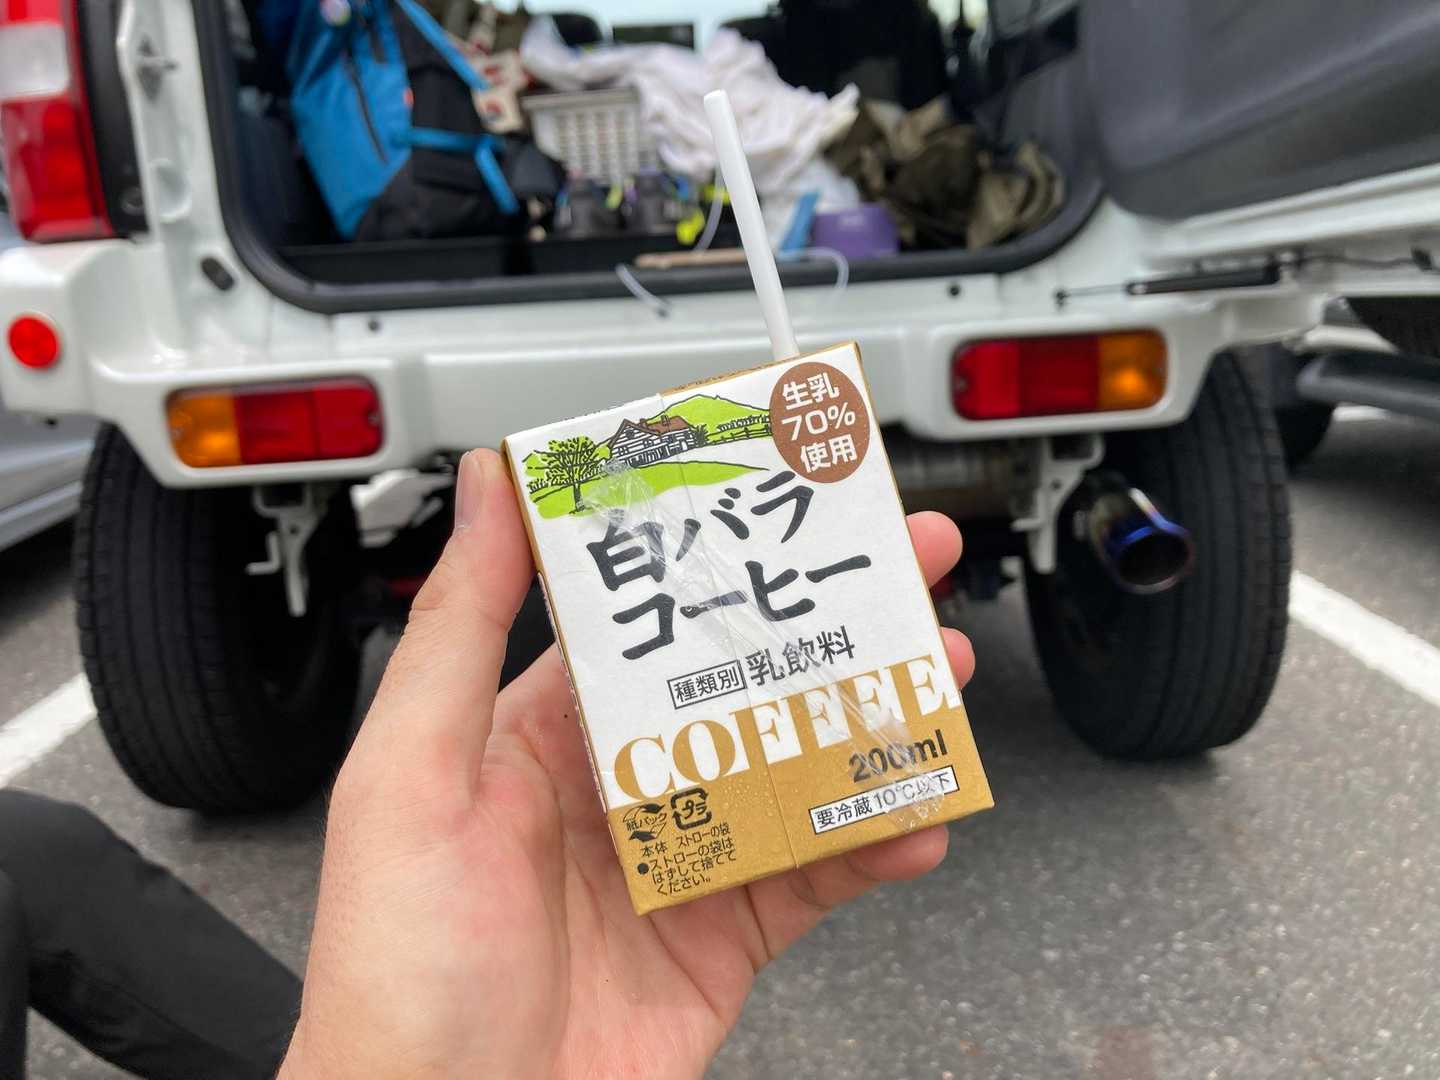 生乳
70%
使用
白バラ
コーヒー
種類別 乳飲料
COFFEE
200ml
要冷蔵10℃以下
紙パック プラ
本体 ストローの袋
●ストローの袋は
はずして捨てて
ください。